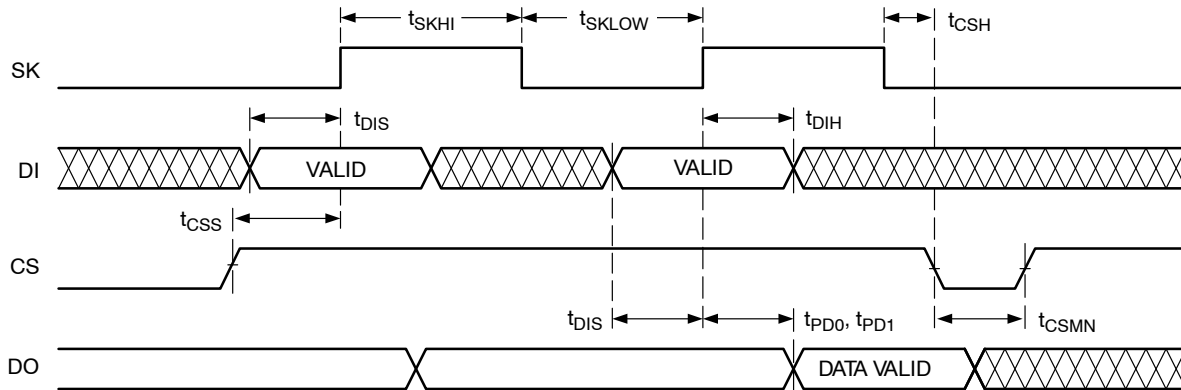 tSKHI
tSKLOW
tCSH
SK
tDIS
tDIH
DI
VALID
VALID
tCSS
CS
tDIS
tPD0, tPD1
tCSMN
DO
DATA VALID